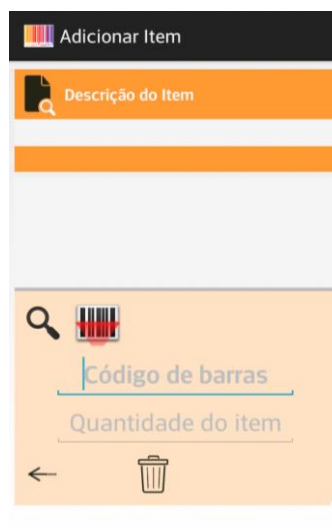 Adicionar Item
Descrição do Item
Código de barras
Quantidade do item